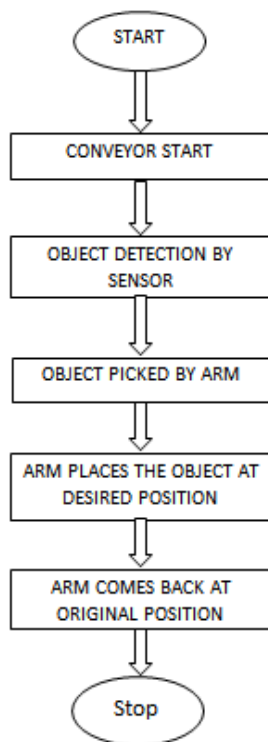 START
CONVEYOR START
OBJECT DETECTION BY
SENSOR
OBJECT PICKED BY ARM
ARM PLACES THE OBJECT AT
DESIRED POSITION
ARM COMES BACK AT
ORIGINAL POSITION
Stop